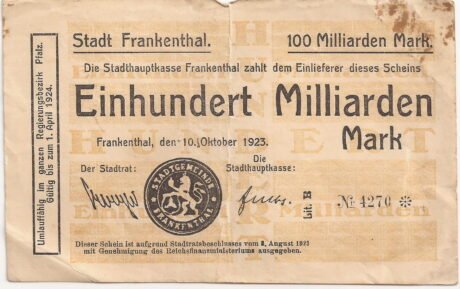 Stadt Frankenthal. 100 Milliarden Mark.
Die Stadthauptkasse Frankenthal zahlt dem Einlieferer dieses Scheins
Einhundert Milliarden
Mark
Frankenthal, den 10. Oktober 1923.
Der Stadtrat: Die Stadthauptkasse:
STADTGEMEINDE FRANKENTHAL
Lit. B № 4270 *
Dieser Schein ist aufgrund Stadtratsbeschlusses vom 8. August 1923
mit Genehmigung des Reichsfinanzministeriums ausgegeben.
Umlauffähig im ganzen Regierungsbezirk Pfalz.
Gültig bis zum 1. April 1924.